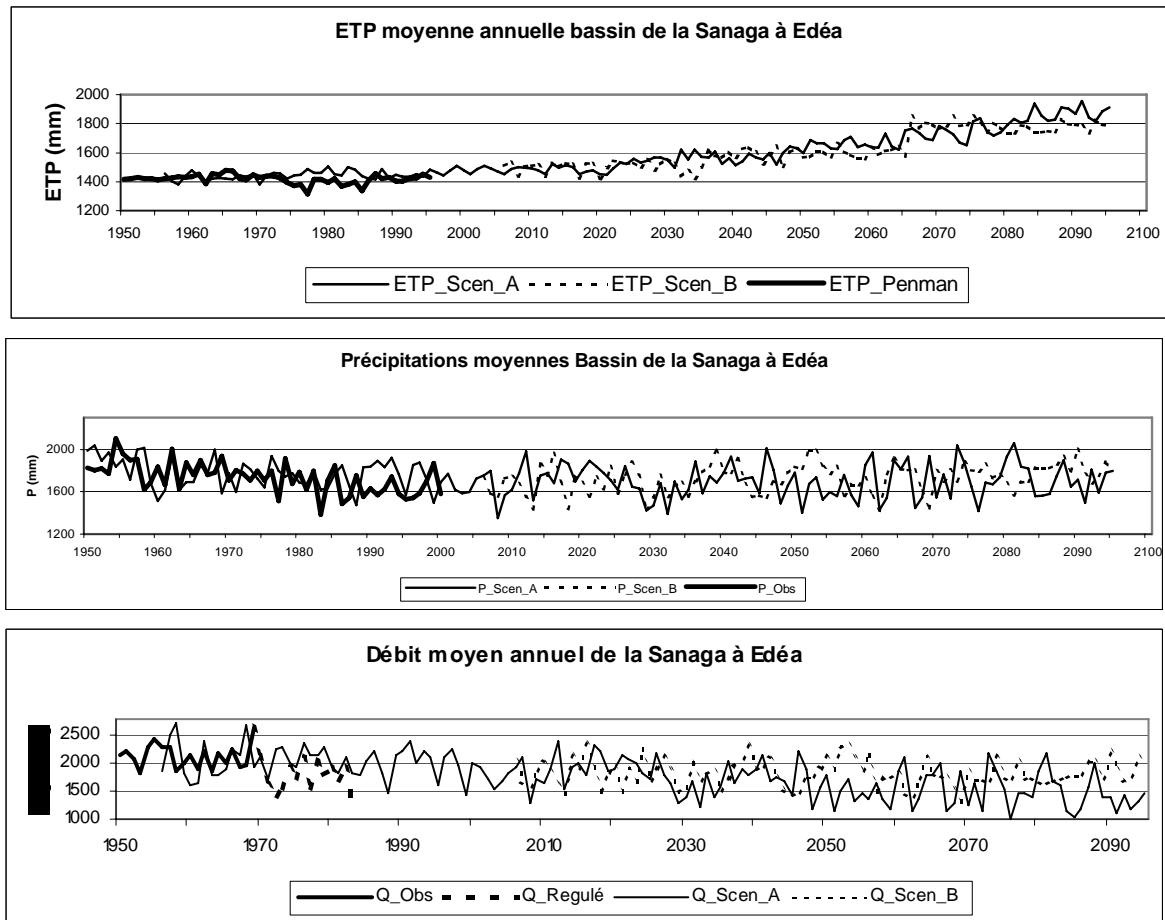 ETP moyenne annuelle bassin de la Sanaga à Edéa
ETP (mm)
2000
1800
1600
1400
1200
1950 1960 1970 1980 1990 2000 2010 2020 2030 2040 2050 2060 2070 2080 2090 2100
ETP_Scen_A ETP_Scen_B ETP_Penman
Précipitations moyennes Bassin de la Sanaga à Edéa
P (mm)
2000
1600
1200
1950 1960 1970 1980 1990 2000 2010 2020 2030 2040 2050 2060 2070 2080 2090 2100
P_Scen_A P_Scen_B P_Obs
Débit moyen annuel de la Sanaga à Edéa
2500
2000
1500
1000
1950 1970 1990 2010 2030 2050 2070 2090
Q_Obs Q_Regulé Q_Scen_A Q_Scen_B